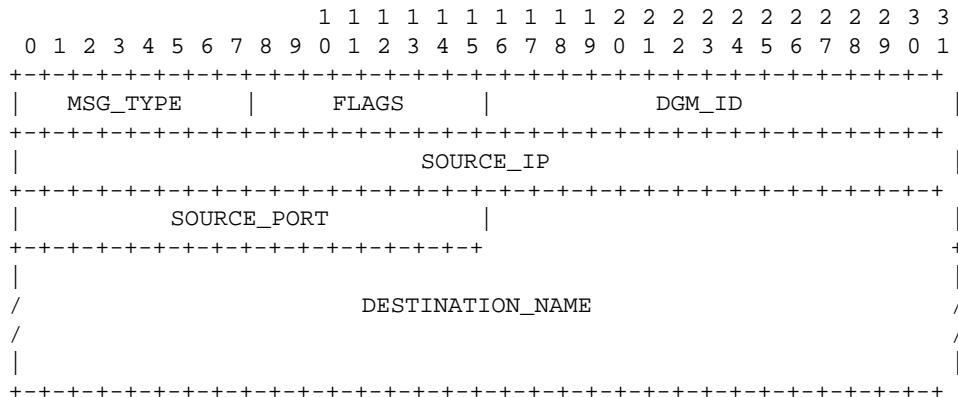 1 1 1 1 1 1 1 1 1 1 2 2 2 2 2 2 2 2 2 2 3 3
 0 1 2 3 4 5 6 7 8 9 0 1 2 3 4 5 6 7 8 9 0 1 2 3 4 5 6 7 8 9 0 1
+-+-+-+-+-+-+-+-+-+-+-+-+-+-+-+-+-+-+-+-+-+-+-+-+-+-+-+-+-+-+-+-+
|   MSG_TYPE    |     FLAGS     |           DGM_ID              |
+-+-+-+-+-+-+-+-+-+-+-+-+-+-+-+-+-+-+-+-+-+-+-+-+-+-+-+-+-+-+-+-+
|                           SOURCE_IP                           |
+-+-+-+-+-+-+-+-+-+-+-+-+-+-+-+-+-+-+-+-+-+-+-+-+-+-+-+-+-+-+-+-+
|          SOURCE_PORT          |                               |
+-+-+-+-+-+-+-+-+-+-+-+-+-+-+-+-+                               +
|                                                               |
/                       DESTINATION_NAME                        /
/                                                               /
|                                                               |
+-+-+-+-+-+-+-+-+-+-+-+-+-+-+-+-+-+-+-+-+-+-+-+-+-+-+-+-+-+-+-+-+